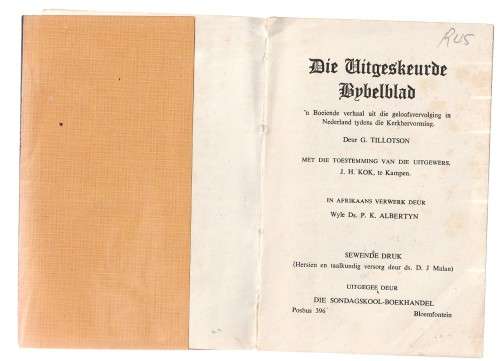 R45
Die Uitgeskeurde
Bybelblad
'n Boeiende verhaal uit die geloofsvervolging in
Nederland tydens die Kerkhervorming.
Deur G. TILLOTSON
MET DIE TOESTEMMING VAN DIE UITGEWERS,
J. H. KOK, te Kampen.
IN AFRIKAANS VERWERK DEUR
Wyle Ds. P. K. ALBERTYN
SEWENDE DRUK
(Hersien en taalkundig versorg deur ds. D. J Malan)
UITGEGEE DEUR
DIE SONDAGSKOOL-BOEKHANDEL
Posbus 396 Bloemfontein